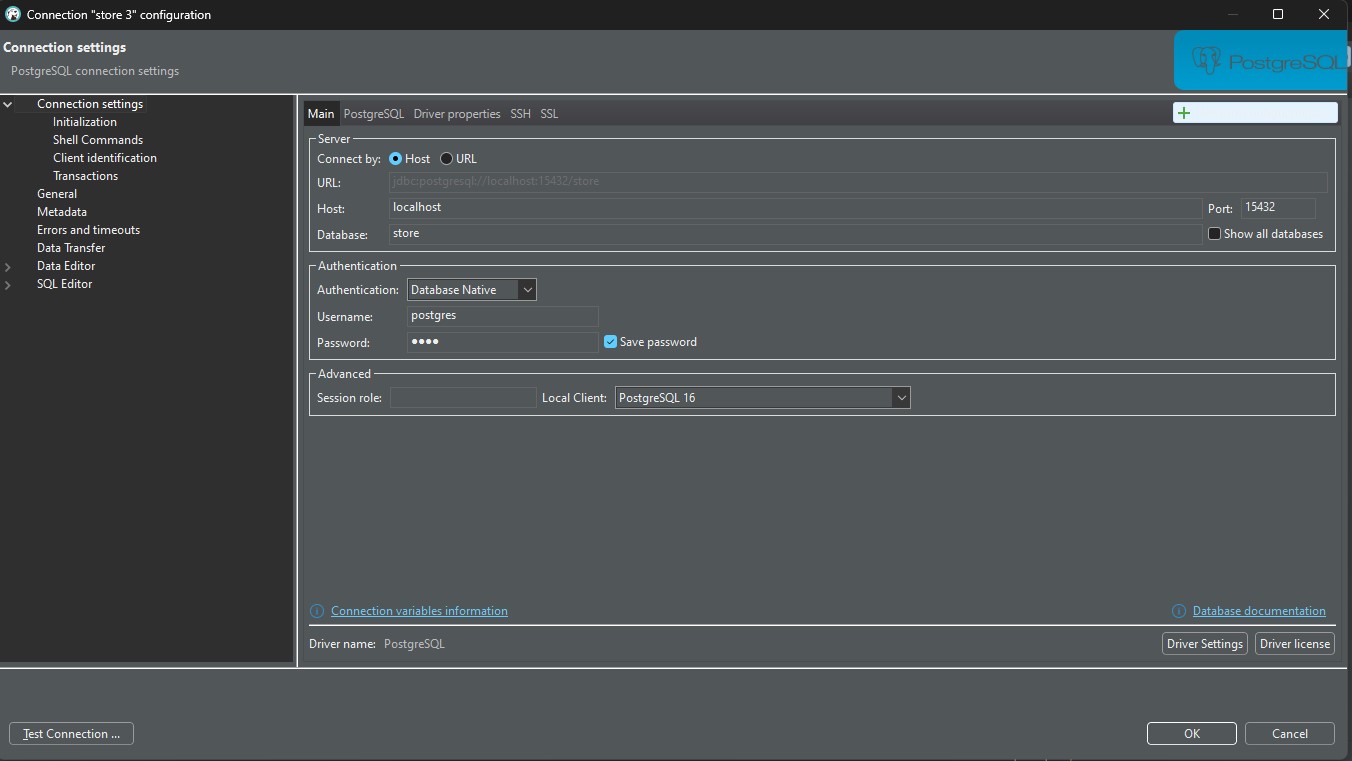 Connection "store 3" configuration
Connection settings
PostgreSQL connection settings
PostgreSQL
Connection settings
Initialization
Shell Commands
Client identification
Transactions
General
Metadata
Errors and timeouts
Data Transfer
Data Editor
SQL Editor
Main PostgreSQL Driver properties SSH SSL
Server
Connect by: Host URL
URL: jdbc:postgresql://localhost:15432/store
Host: localhost Port: 15432
Database: store Show all databases
Authentication
Authentication: Database Native
Username: postgres
Password: •••• Save password
Advanced
Session role: Local Client: PostgreSQL 16
Connection variables information Database documentation
Driver name: PostgreSQL Driver Settings Driver license
Test Connection ... OK Cancel